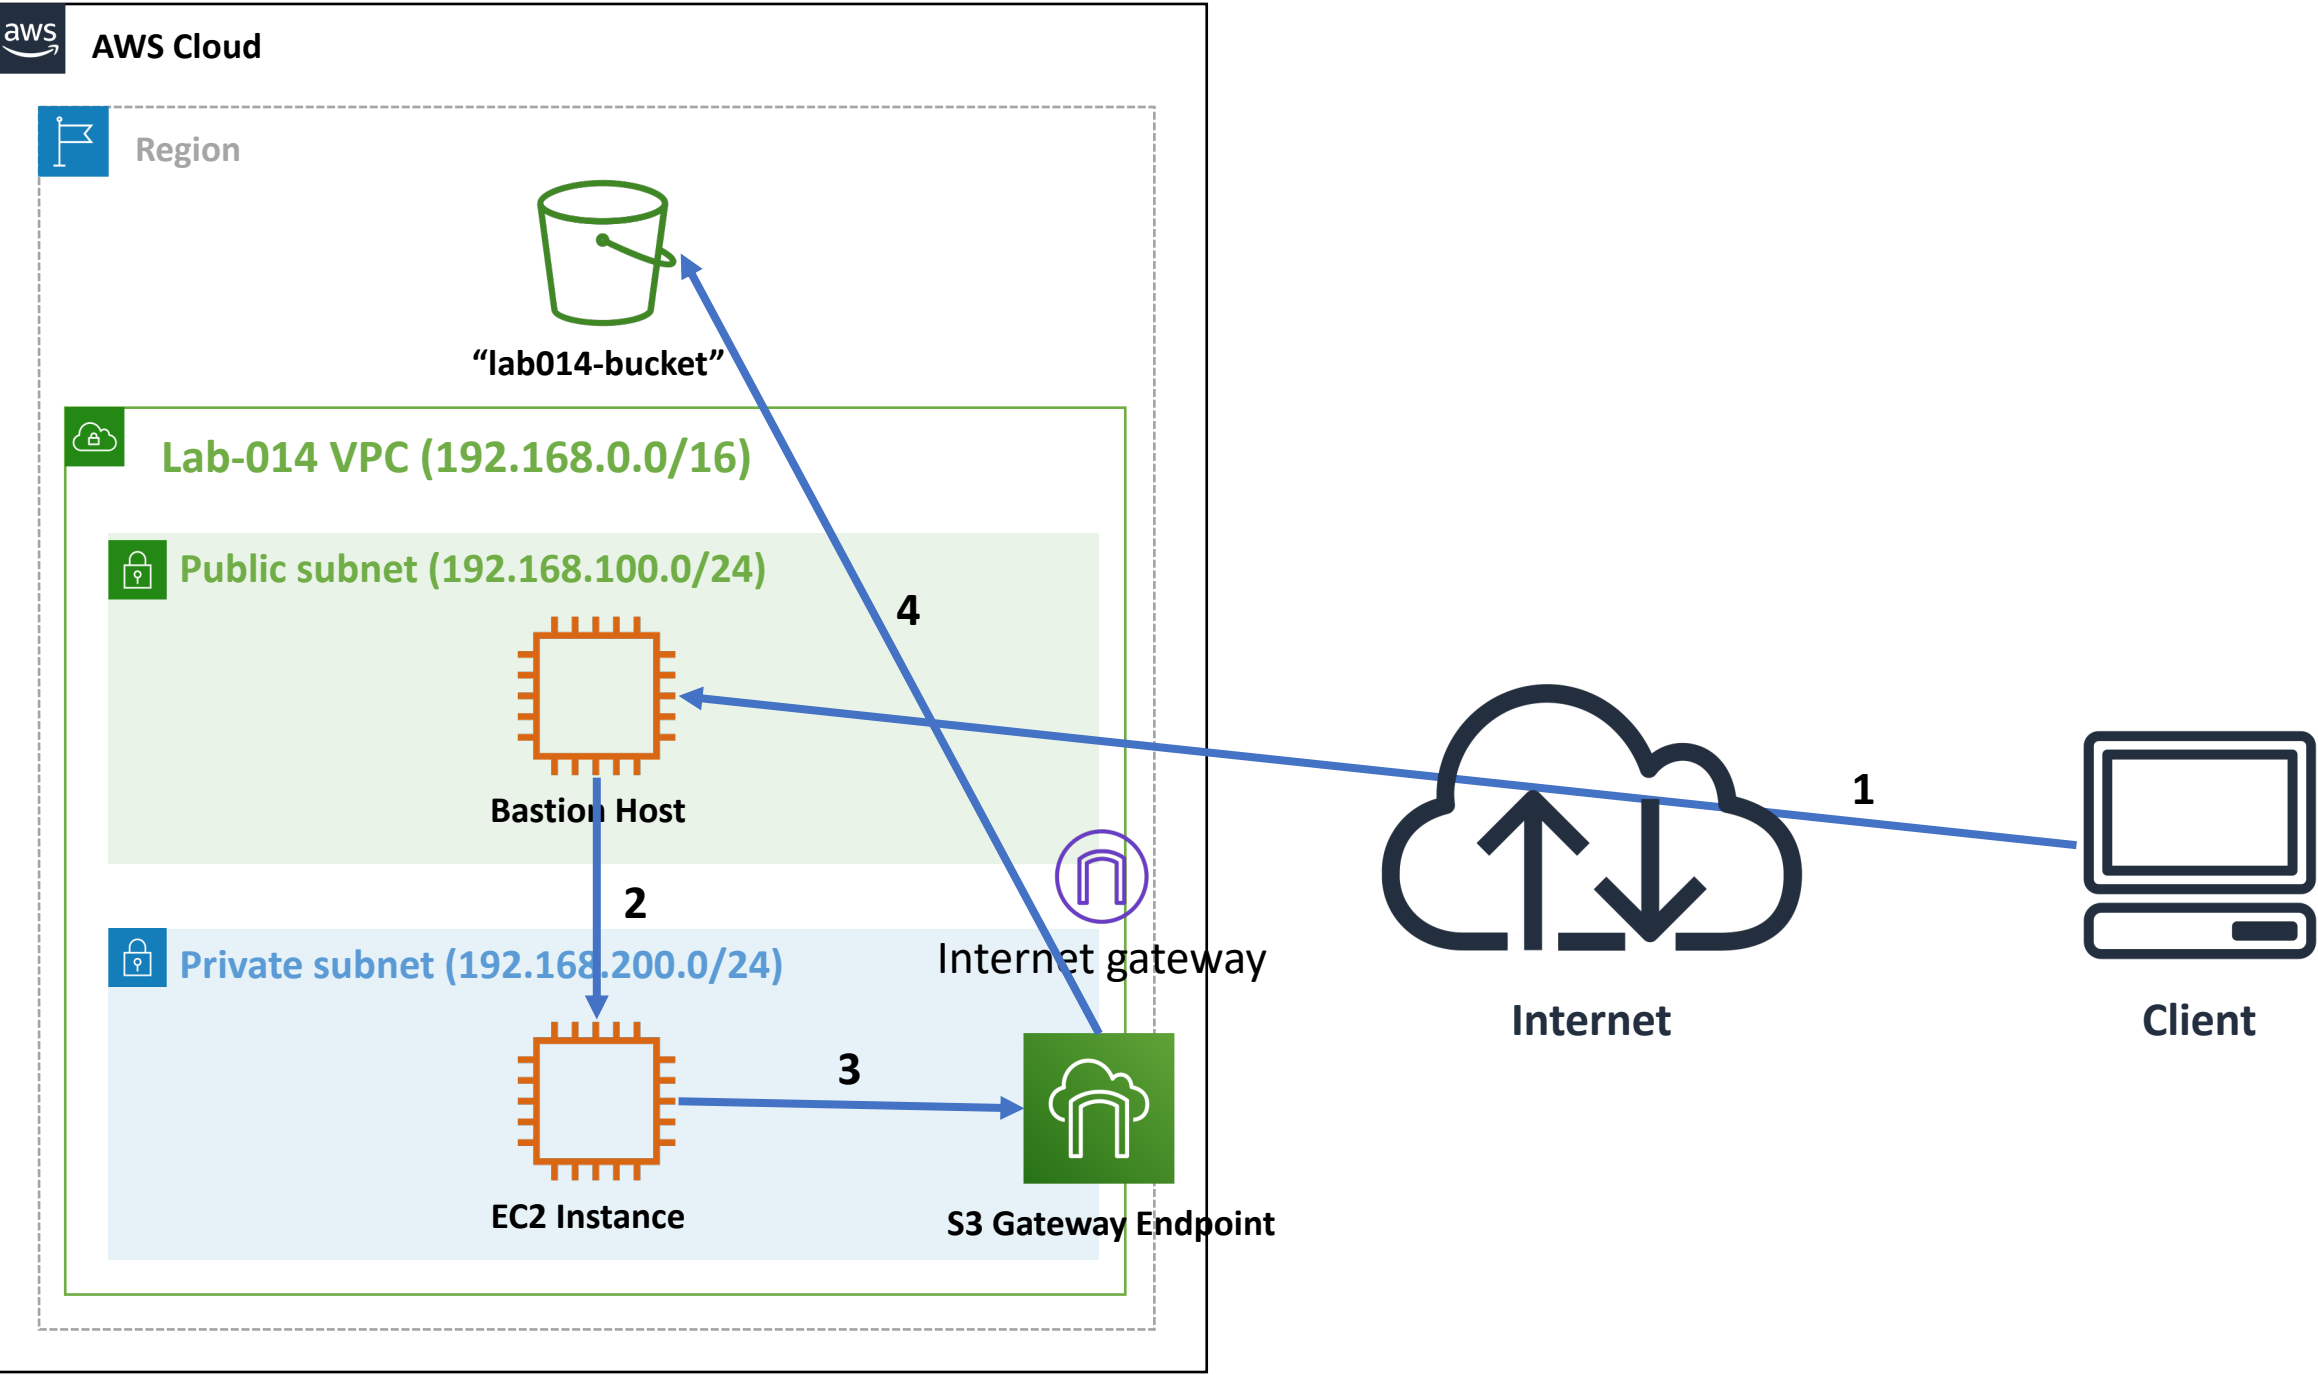 aws
AWS Cloud
Region
“lab014-bucket”
Lab-014 VPC (192.168.0.0/16)
Public subnet (192.168.100.0/24)
4
1
Bastion Host
2
Internet gateway
Private subnet (192.168.200.0/24)
Internet
Client
3
EC2 Instance
S3 Gateway Endpoint